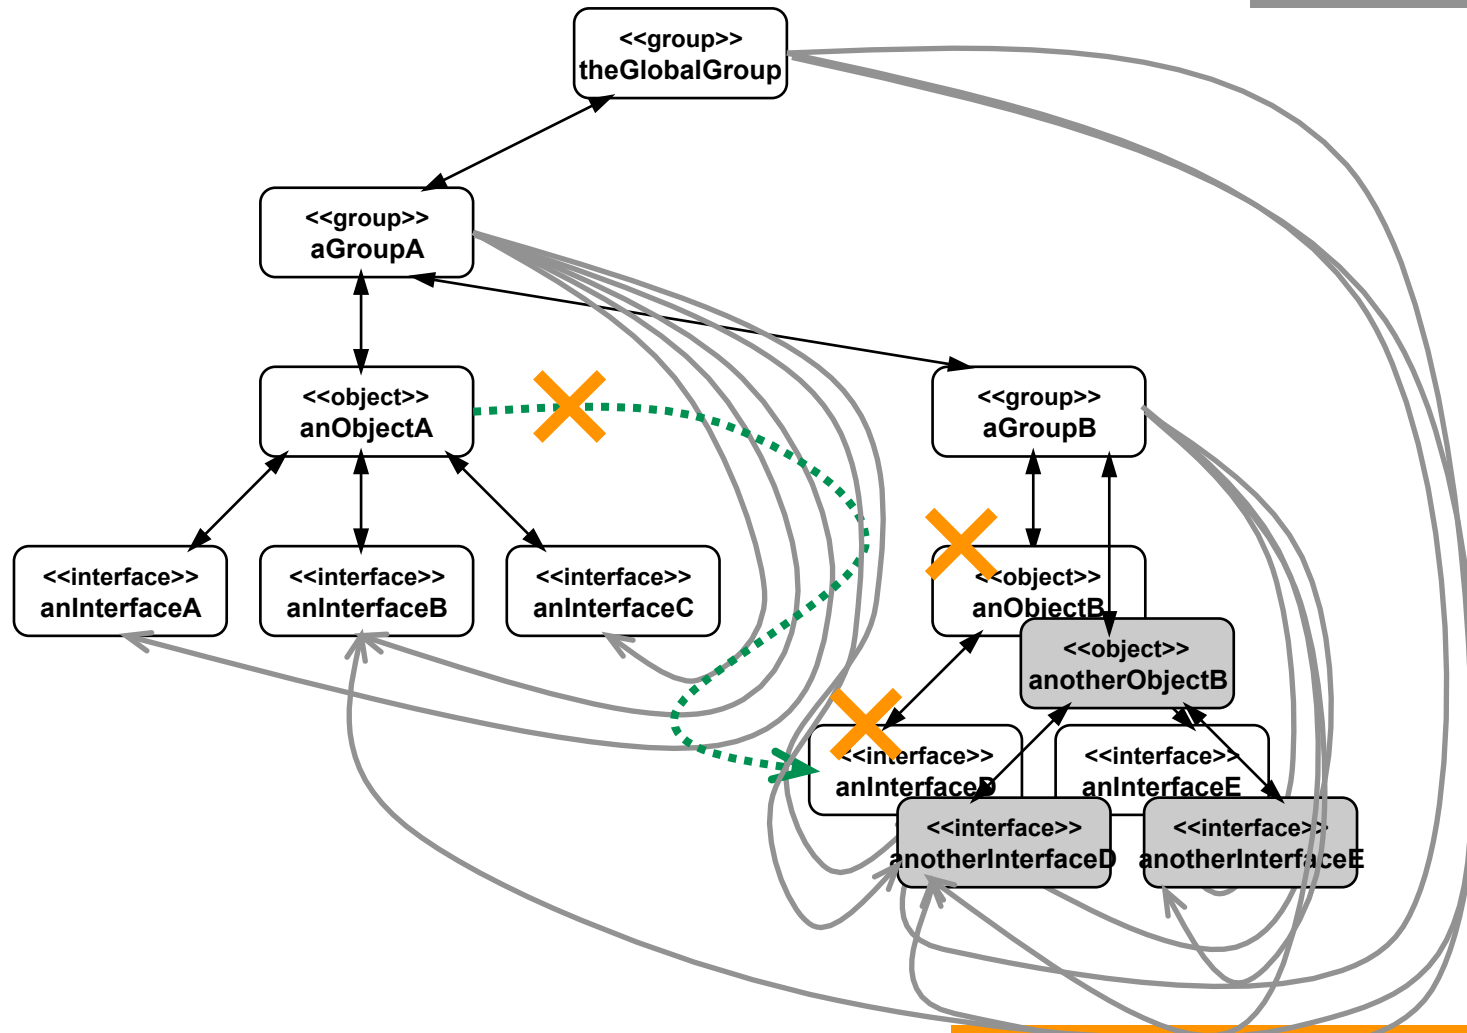 <<group>>
theGlobalGroup
<<group>>
aGroupA
<<object>>
anObjectA
<<group>>
aGroupB
<<interface>>
anInterfaceA
<<interface>>
anInterfaceB
<<interface>>
anInterfaceC
<<object>>
anObjectB
<<object>>
anotherObjectB
<<interface>>
anInterfaceD
<<interface>>
anInterfaceE
<<interface>>
anotherInterfaceD
<<interface>>
anotherInterfaceE